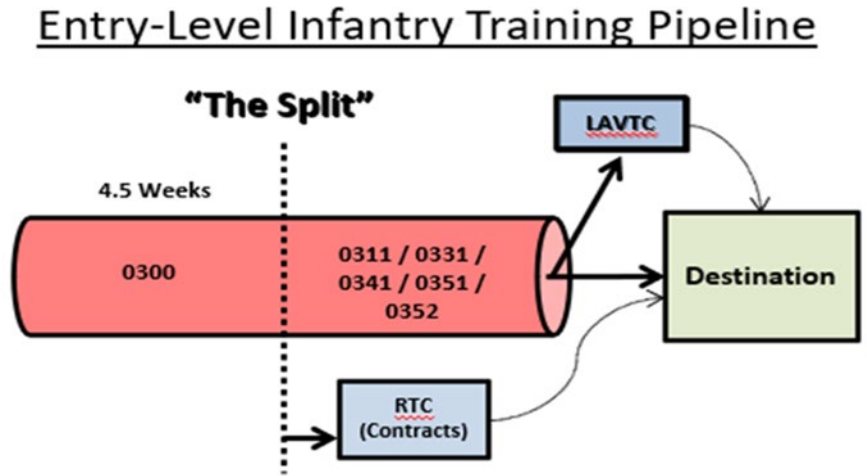 Entry-Level Infantry Training Pipeline
“The Split”
LAVTC
4.5 Weeks
0300
0311 / 0331 /
0341 / 0351 /
0352
Destination
RTC
(Contracts)